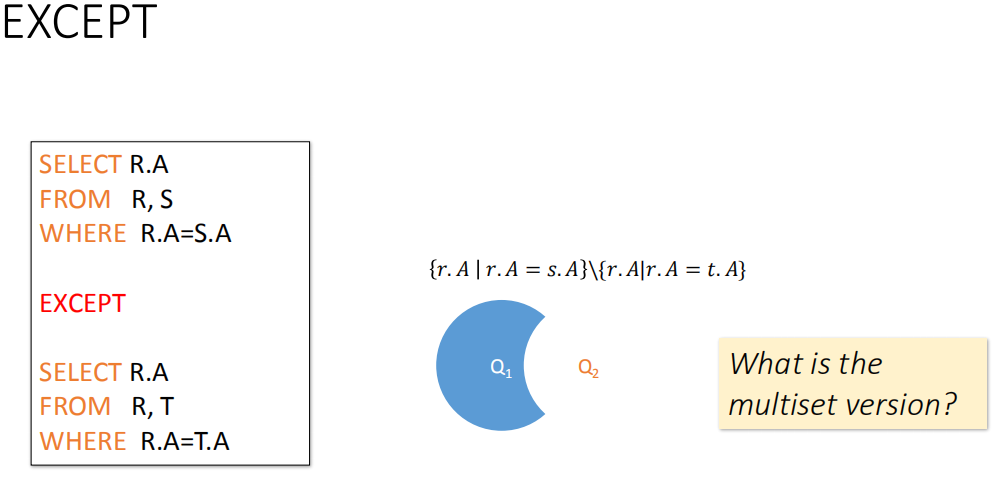 EXCEPT
SELECT R.A
FROM R, S
WHERE R.A=S.A
EXCEPT
SELECT R.A
FROM R, T
WHERE R.A=T.A
{r. A | r. A = s. A}\{r. A|r. A = t. A}
Q1
Q2
What is the
multiset version?